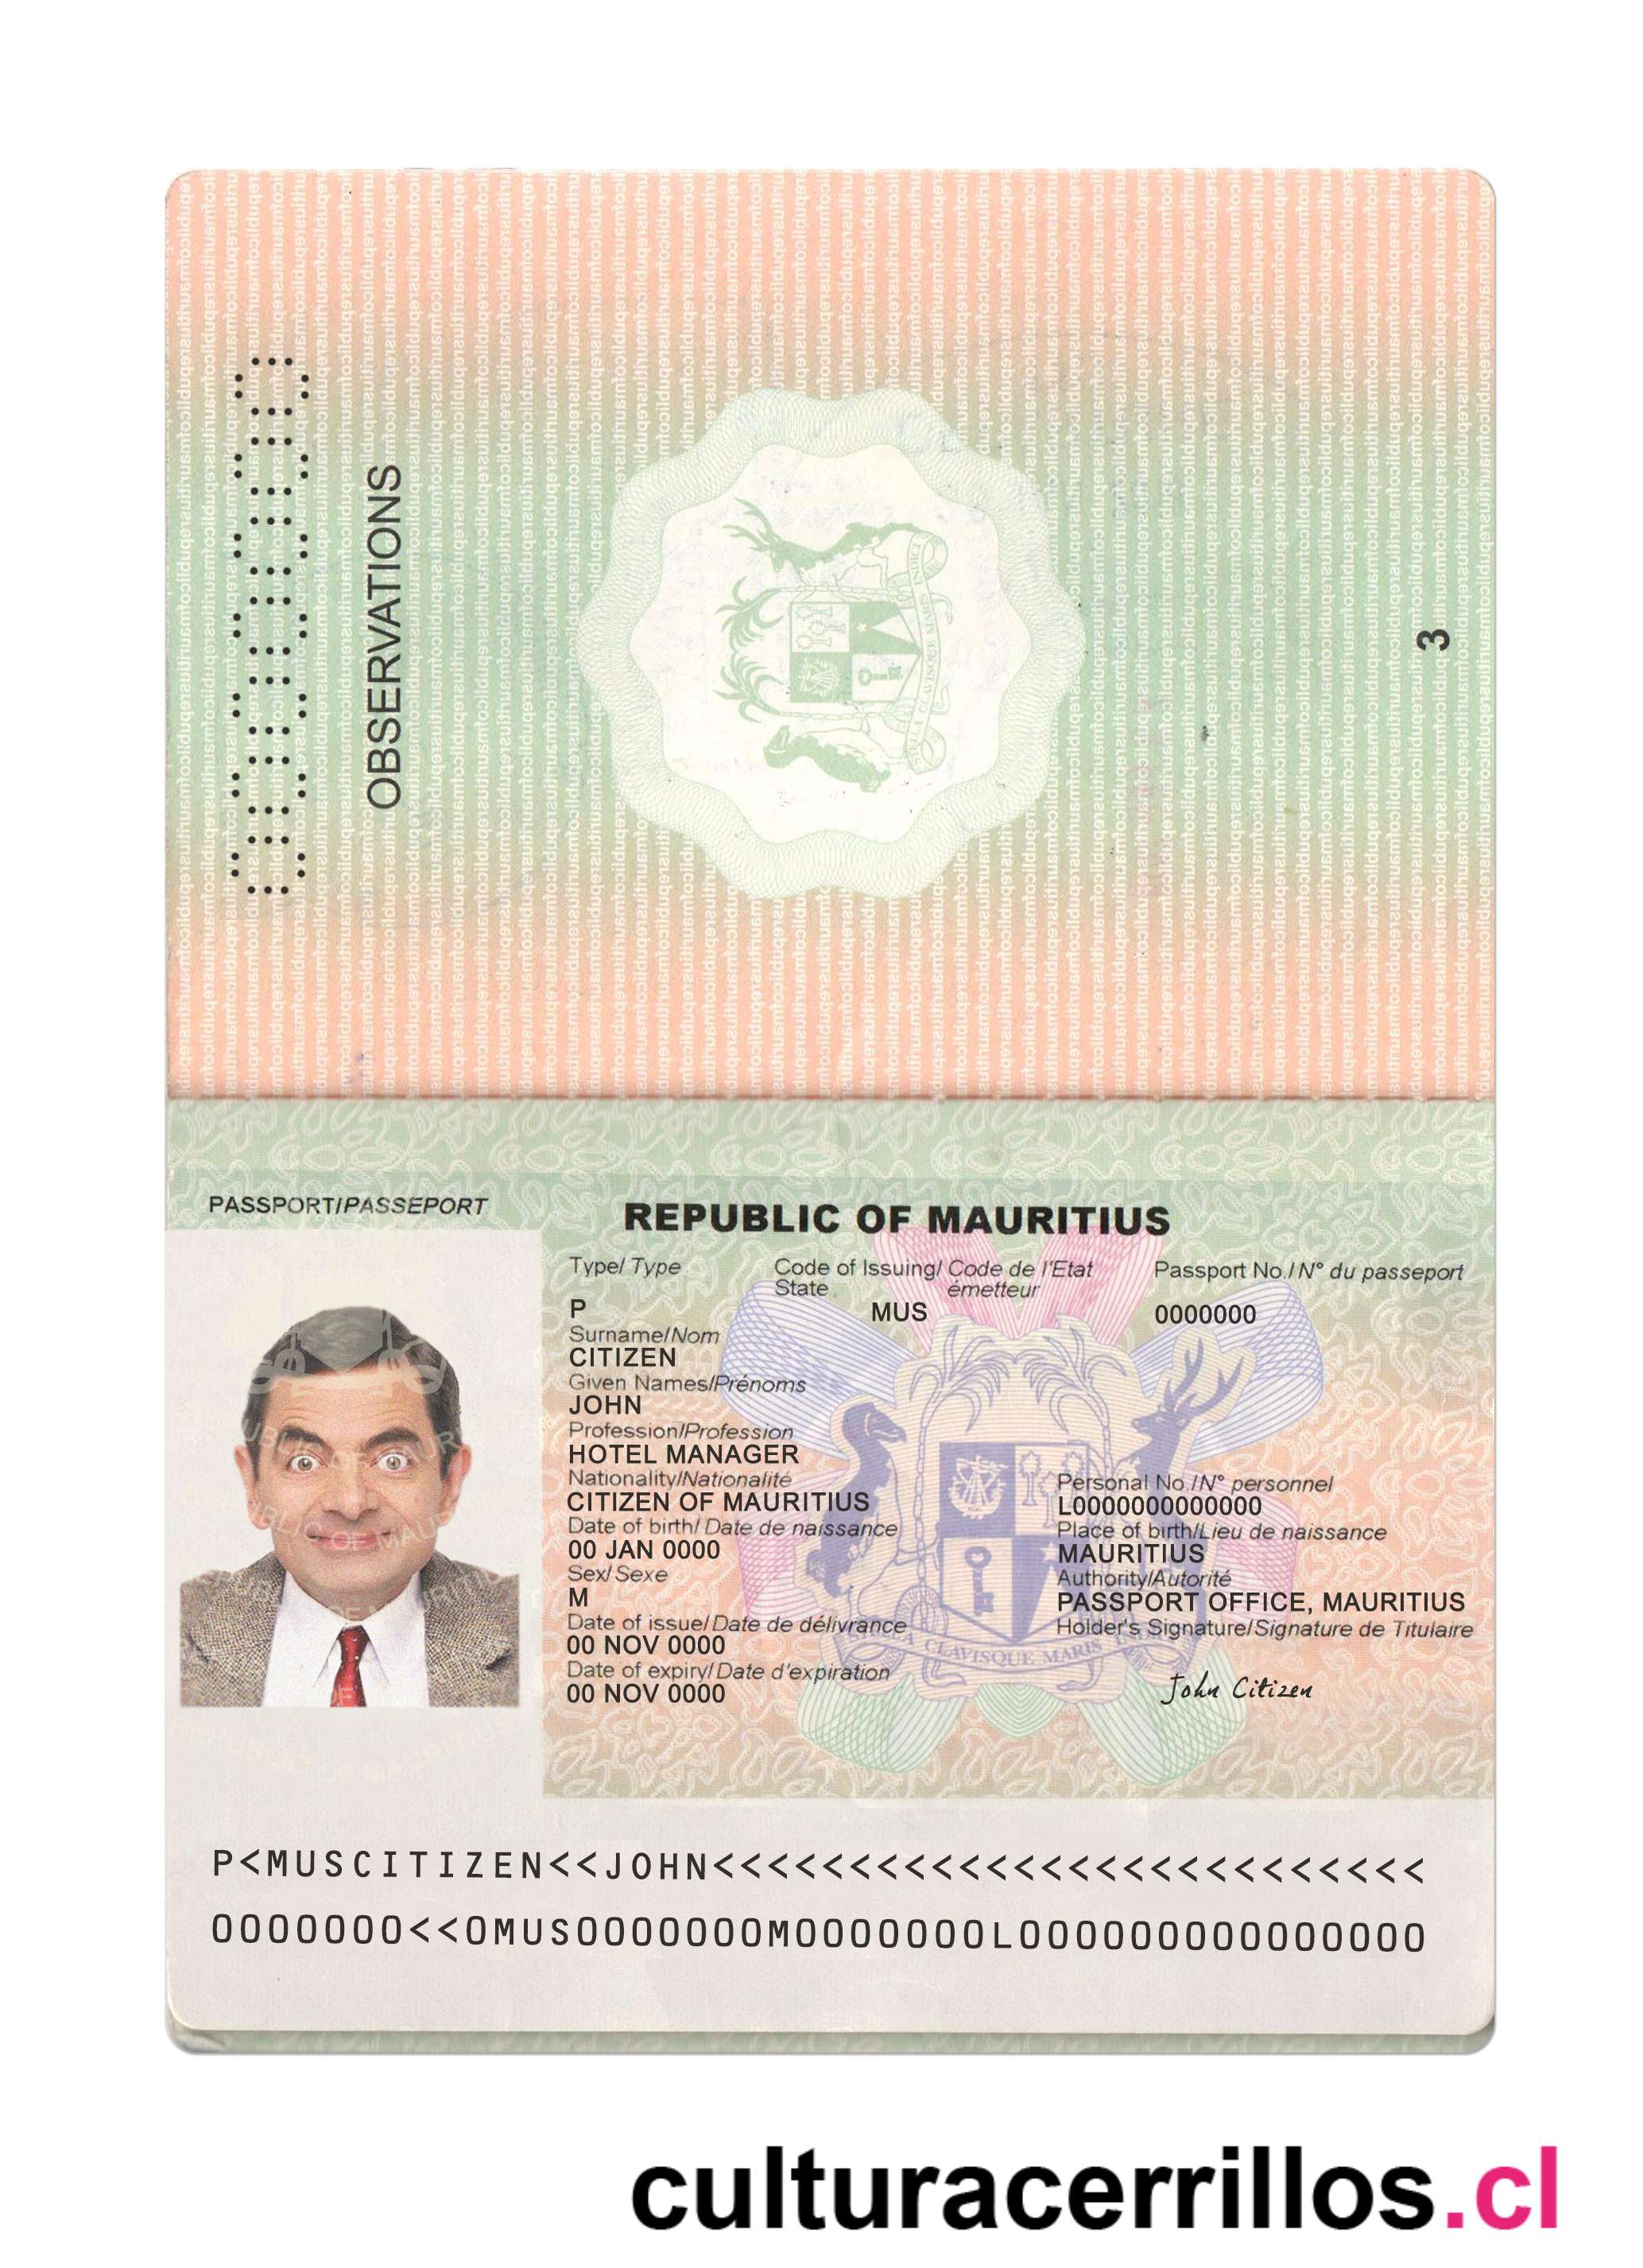 OBSERVATIONS
3
PASSPORT/PASSEPORT
REPUBLIC OF MAURITIUS
Type/ Type
Code of Issuing/ Code de l'Etat
State émetteur
Passport No./N° du passeport
P
MUS
0000000
Surname/Nom
CITIZEN
Given Names/Prénoms
JOHN
Profession/Profession
HOTEL MANAGER
Nationality/Nationalité
CITIZEN OF MAURITIUS
Personal No./N° personnel
L0000000000000
Date of birth/ Date de naissance
00 JAN 0000
Place of birth/Lieu de naissance
MAURITIUS
Sex/ Sexe
M
Authority/Autorité
PASSPORT OFFICE, MAURITIUS
Date of issue/ Date de délivrance
00 NOV 0000
Holder's Signature/Signature de Titulaire
Date of expiry/ Date d'expiration
00 NOV 0000
John Citizen
P<MUSCITIZEN<<JOHN<<<<<<<<<<<<<<<<<<<<<<<<<<
0000000<<0MUS0000000M0000000L000000000000000
culturacerrillos.cl